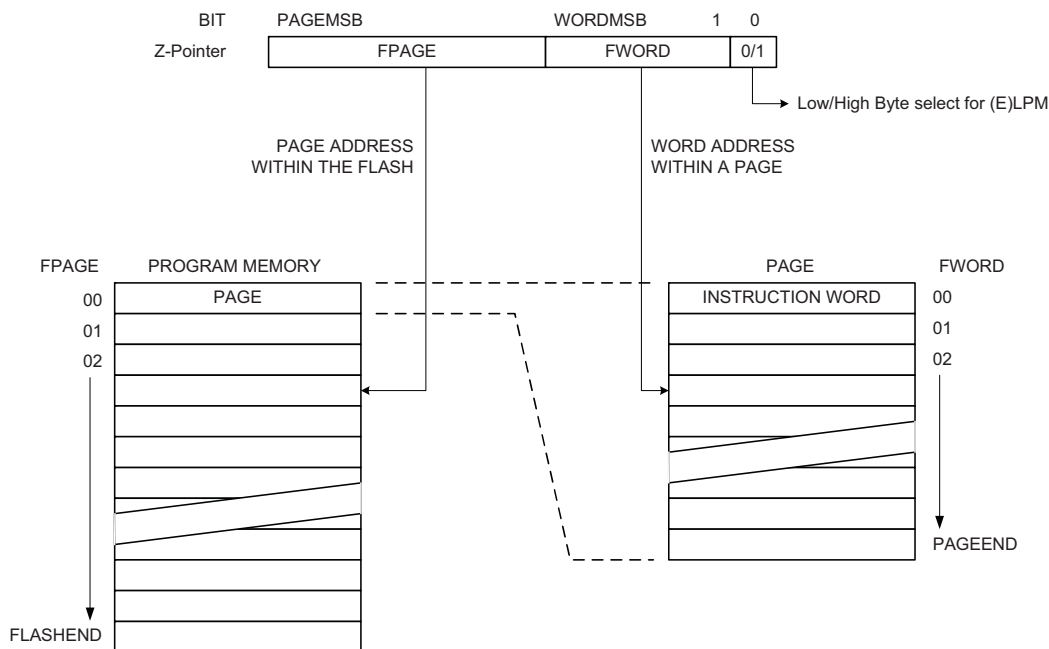 BIT PAGEMSB WORDMSB 1 0
Z-Pointer FPAGE FWORD 0/1
Low/High Byte select for (E)LPM
PAGE ADDRESS
WITHIN THE FLASH
WORD ADDRESS
WITHIN A PAGE
FPAGE PROGRAM MEMORY
00 PAGE
01
02
FLASHEND
PAGE FWORD
INSTRUCTION WORD 00
01
02
PAGEEND